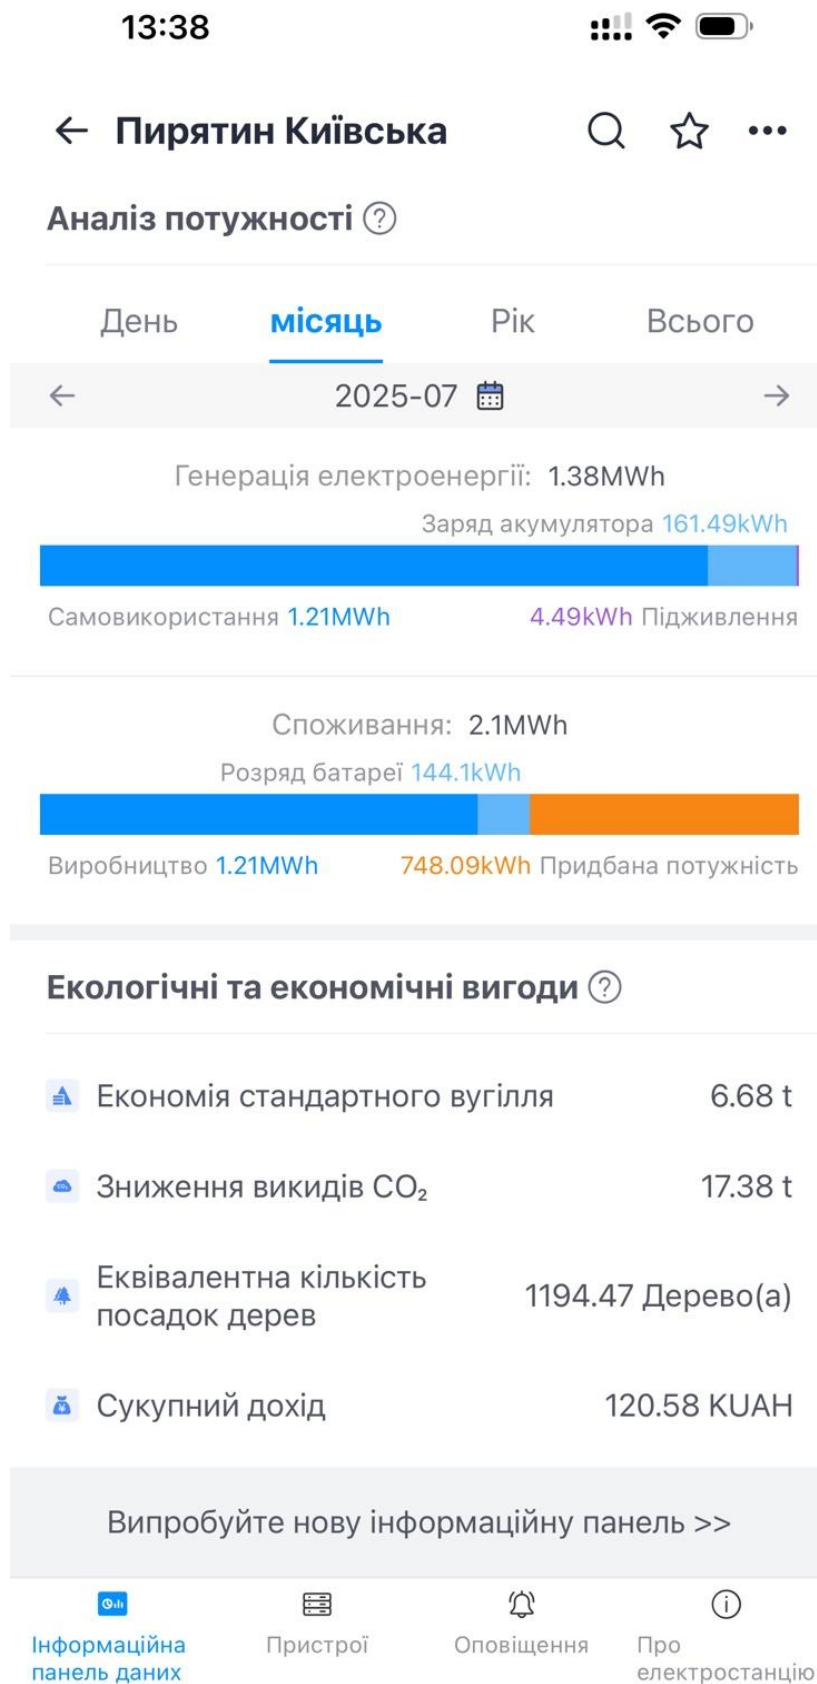 13:38
Пирятин Київська
Аналіз потужності ?
День місяць Рік Всього
2025-07
Генерація електроенергії: 1.38MWh
Заряд акумулятора 161.49kWh
Самовикористання 1.21MWh 4.49kWh Підживлення
Споживання: 2.1MWh
Розряд батареї 144.1kWh
Виробництво 1.21MWh 748.09kWh Придбана потужність
Екологічні та економічні вигоди ?
Економія стандартного вугілля 6.68 t
Зниження викидів CO₂ 17.38 t
Еквівалентна кількість
посадок дерев 1194.47 Дерево(а)
Сукупний дохід 120.58 KUAH
Випробуйте нову інформаційну панель >>
Інформаційна
панель даних
Пристрої
Оповіщення
Про
електростанцію